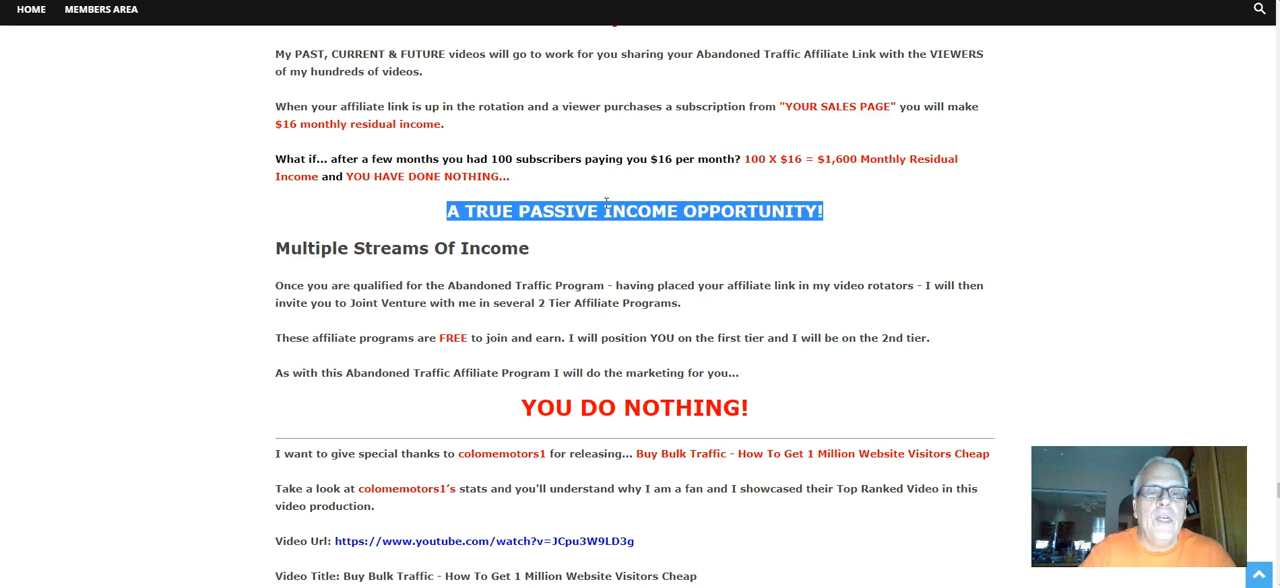 HOME MEMBERS AREA
My PAST, CURRENT & FUTURE videos will go to work for you sharing your Abandoned Traffic Affiliate Link with the VIEWERS
of my hundreds of videos.
When your affiliate link is up in the rotation and a viewer purchases a subscription from "YOUR SALES PAGE" you will make
$16 monthly residual income.
What if... after a few months you had 100 subscribers paying you $16 per month? 100 X $16 = $1,600 Monthly Residual
Income and YOU HAVE DONE NOTHING...
A TRUE PASSIVE INCOME OPPORTUNITY!
Multiple Streams Of Income
Once you are qualified for the Abandoned Traffic Program - having placed your affiliate link in my video rotators - I will then
invite you to Joint Venture with me in several 2 Tier Affiliate Programs.
These affiliate programs are FREE to join and earn. I will position YOU on the first tier and I will be on the 2nd tier.
As with this Abandoned Traffic Affiliate Program I will do the marketing for you...
YOU DO NOTHING!
I want to give special thanks to colomemotors1 for releasing... Buy Bulk Traffic - How To Get 1 Million Website Visitors Cheap
Take a look at colomemotors1's stats and you'll understand why I am a fan and I showcased their Top Ranked Video in this
video production.
Video Url: https://www.youtube.com/watch?v=JCpu3W9LD3g
Video Title: Buy Bulk Traffic - How To Get 1 Million Website Visitors Cheap